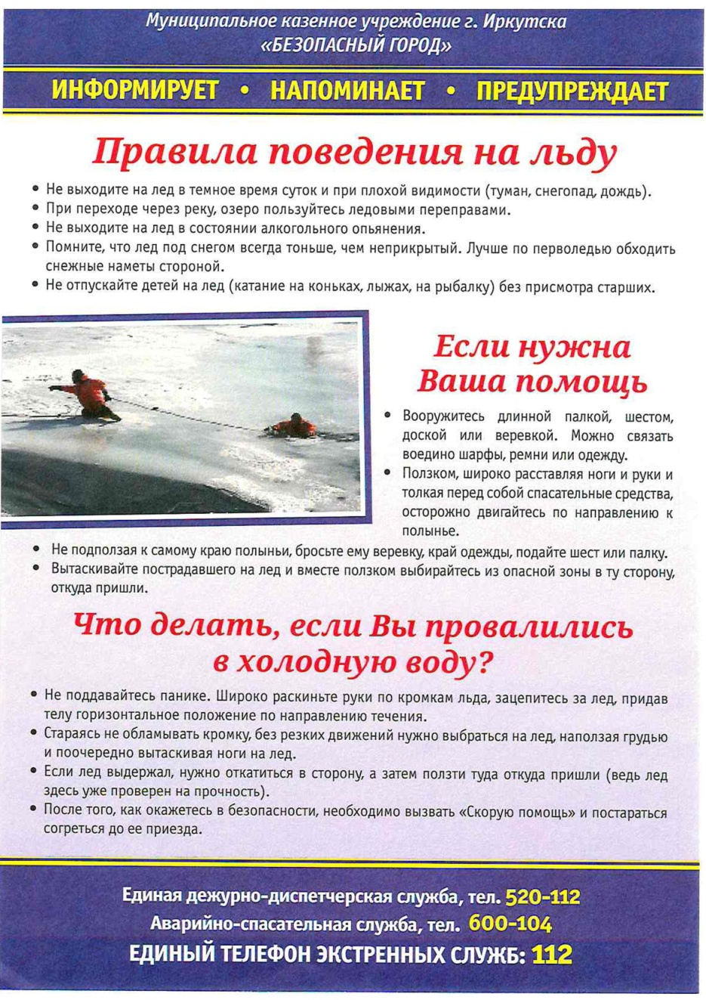 Муниципальное казенное учреждение г. Иркутска
«БЕЗОПАСНЫЙ ГОРОД»
ИНФОРМИРУЕТ • НАПОМИНАЕТ • ПРЕДУПРЕЖДАЕТ
Правила поведения на льду
• Не выходите на лед в темное время суток и при плохой видимости (туман, снегопад, дождь).
• При переходе через реку, озеро пользуйтесь ледовыми переправами.
• Не выходите на лед в состоянии алкогольного опьянения.
• Помните, что лед под снегом всегда тоньше, чем неприкрытый. Лучше по перволедью обходить
снежные наметы стороной.
• Не отпускайте детей на лед (катание на коньках, лыжах, на рыбалку) без присмотра старших.
Если нужна
Ваша помощь
• Вооружитесь длинной палкой, шестом,
доской или веревкой. Можно связать
воедино шарфы, ремни или одежду.
• Ползком, широко расставляя ноги и руки и
толкая перед собой спасательные средства,
осторожно двигайтесь по направлению к
полынье.
• Не подползая к самому краю полыньи, бросьте ему веревку, край одежды, подайте шест или палку.
• Вытаскивайте пострадавшего на лед и вместе ползком выбирайтесь из опасной зоны в ту сторону,
откуда пришли.
Что делать, если Вы провалились
в холодную воду?
• Не поддавайтесь панике. Широко раскиньте руки по кромкам льда, зацепитесь за лед, придав
телу горизонтальное положение по направлению течения.
• Стараясь не обламывать кромку, без резких движений нужно выбраться на лед, наползая грудью
и поочередно вытаскивая ноги на лед.
• Если лед выдержал, нужно откатиться в сторону, а затем ползти туда откуда пришли (ведь лед
здесь уже проверен на прочность).
• После того, как окажетесь в безопасности, необходимо вызвать «Скорую помощь» и постараться
согреться до ее приезда.
Единая дежурно-диспетчерская служба, тел. 520-112
Аварийно-спасательная служба, тел. 600-104
ЕДИНЫЙ ТЕЛЕФОН ЭКСТРЕННЫХ СЛУЖБ: 112